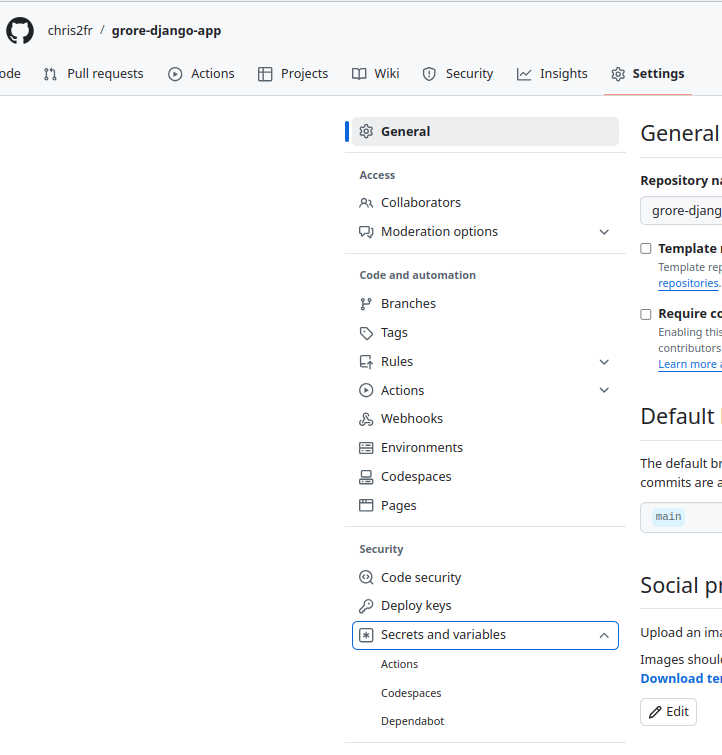 chris2fr / grore-django-app
ode Pull requests Actions Projects Wiki Security Insights Settings
General
Access
Collaborators
Moderation options
Code and automation
Branches
Tags
Rules
Actions
Webhooks
Environments
Codespaces
Pages
Security
Code security
Deploy keys
Secrets and variables
Actions
Codespaces
Dependabot
General
Repository na
grore-djang
Template r
Template rep
repositories.
Require co
Enabling this
contributors
Learn more a
Default
The default br
commits are a
main
Social pr
Upload an ima
Images shoul
Download te
Edit